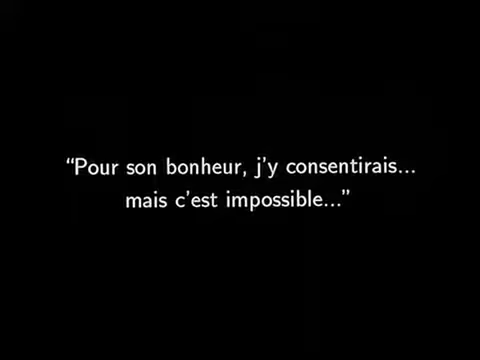 “Pour son bonheur, j’y consentirais...
mais c’est impossible...”